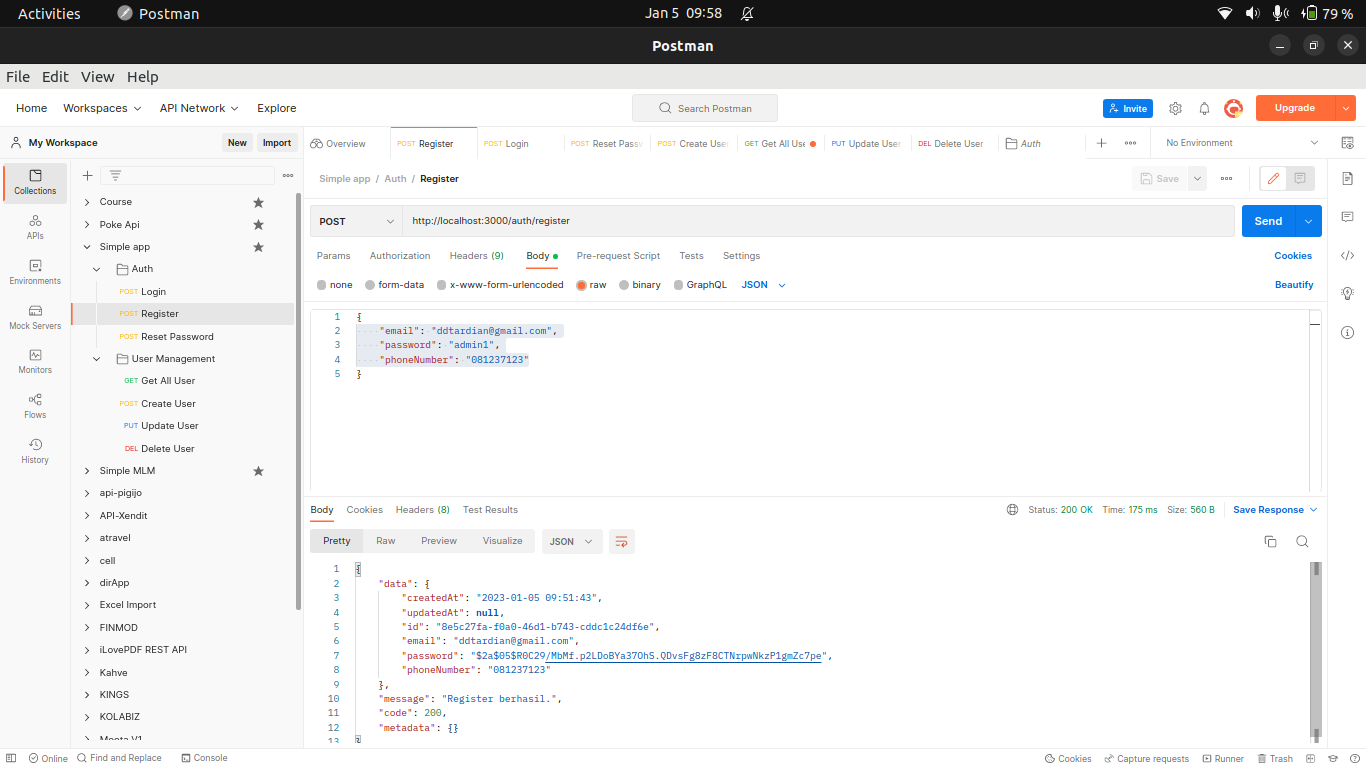 Activities Postman Jan 5 09:58 79 %
Postman
File Edit View Help
Home Workspaces API Network Explore Search Postman Invite Upgrade
My Workspace New Import
Overview POST Register POST Login POST Reset Passw POST Create User GET Get All Use PUT Update User DEL Delete User Auth No Environment
Collections
APIs
Environments
Mock Servers
Monitors
Flows
History
Course
Poke Api
Simple app
Auth
POST Login
POST Register
POST Reset Password
User Management
GET Get All User
POST Create User
PUT Update User
DEL Delete User
Simple MLM
api-pigijo
API-Xendit
atravel
cell
dirApp
Excel Import
FINMOD
iLovePDF REST API
Kahve
KINGS
KOLABIZ
Simple app / Auth / Register Save
POST http://localhost:3000/auth/register Send
Params Authorization Headers (9) Body Pre-request Script Tests Settings Cookies
none form-data x-www-form-urlencoded raw binary GraphQL JSON Beautify
1 {
2 "email": "ddtardian@gmail.com",
3 "password": "admin1",
4 "phoneNumber": "081237123"
5 }
Body Cookies Headers (8) Test Results Status: 200 OK Time: 175 ms Size: 560 B Save Response
Pretty Raw Preview Visualize JSON
1 {
2 "data": {
3 "createdAt": "2023-01-05 09:51:43",
4 "updatedAt": null,
5 "id": "8e5c27fa-f0a0-46d1-b743-cddc1c24df6e",
6 "email": "ddtardian@gmail.com",
7 "password": "$2a$05$R0C29/MbMf.p2LDoBYa37OhS.QDvsFg8zF8CTNrpwNkzP1gmZc7pe",
8 "phoneNumber": "081237123"
9 },
10 "message": "Register berhasil.",
11 "code": 200,
12 "metadata": {}
13 }
Online Find and Replace Console Cookies Capture requests Runner Trash